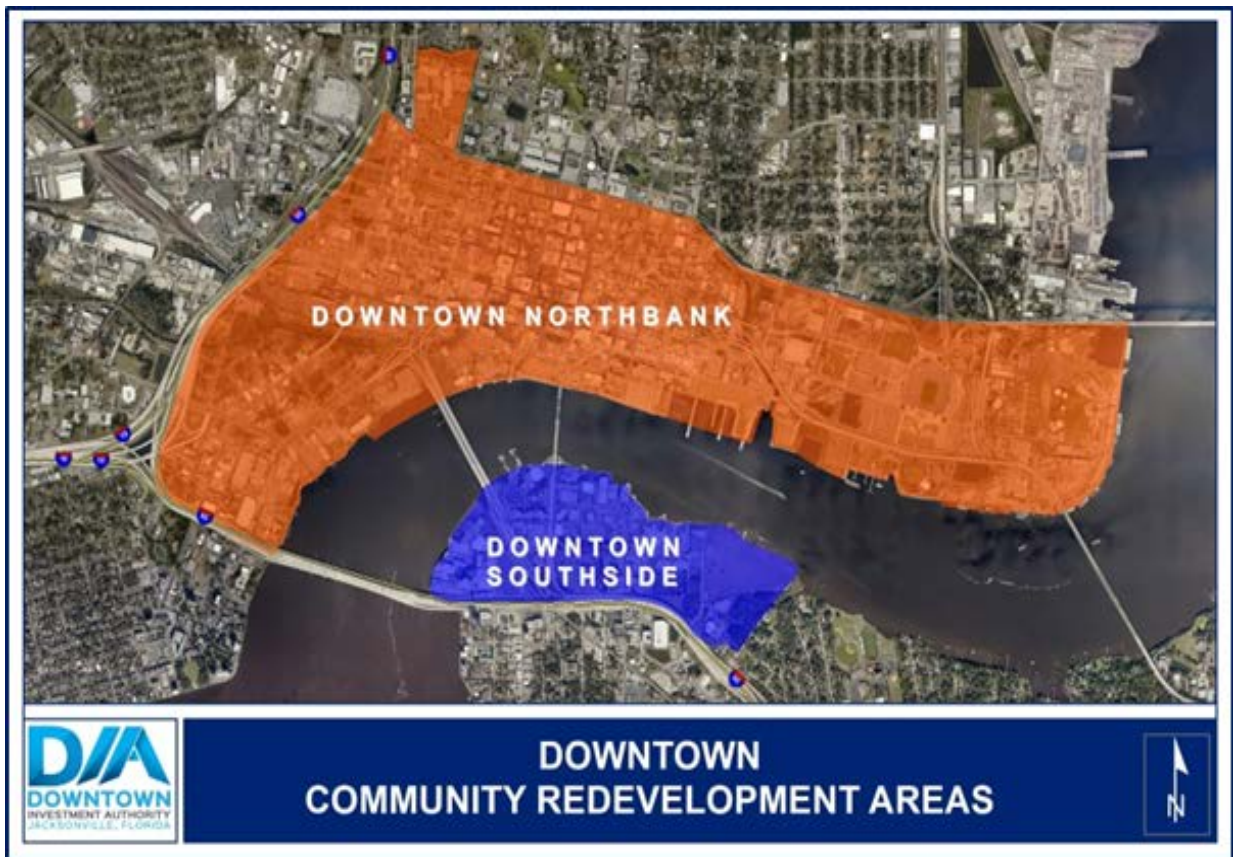 DOWNTOWN NORTHBANK
DOWNTOWN
SOUTHSIDE
DIA
DOWNTOWN
INVESTMENT AUTHORITY
JACKSONVILLE, FLORIDA
DOWNTOWN
COMMUNITY REDEVELOPMENT AREAS
N